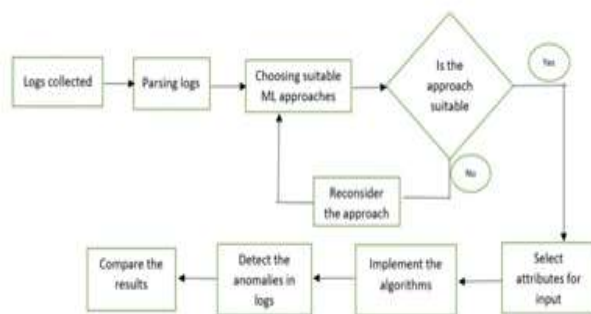 Logs collected
Parsing logs
Choosing suitable
ML approaches
Is the
approach
suitable
Yes
No
Reconsider
the approach
Select
attributes for
input
Implement the
algorithms
Detect the
anomalies in
logs
Compare the
results